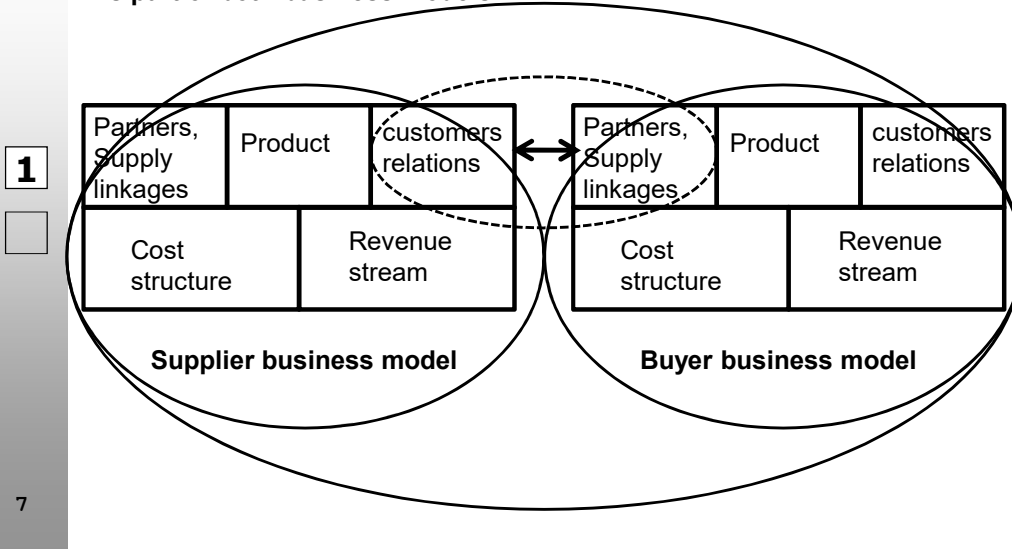 Partners,
Supply
linkages
Product
customers
relations
Partners,
Supply
linkages
Product
customers
relations
Cost
structure
Revenue
stream
Cost
structure
Revenue
stream
Supplier business model
Buyer business model
1
7